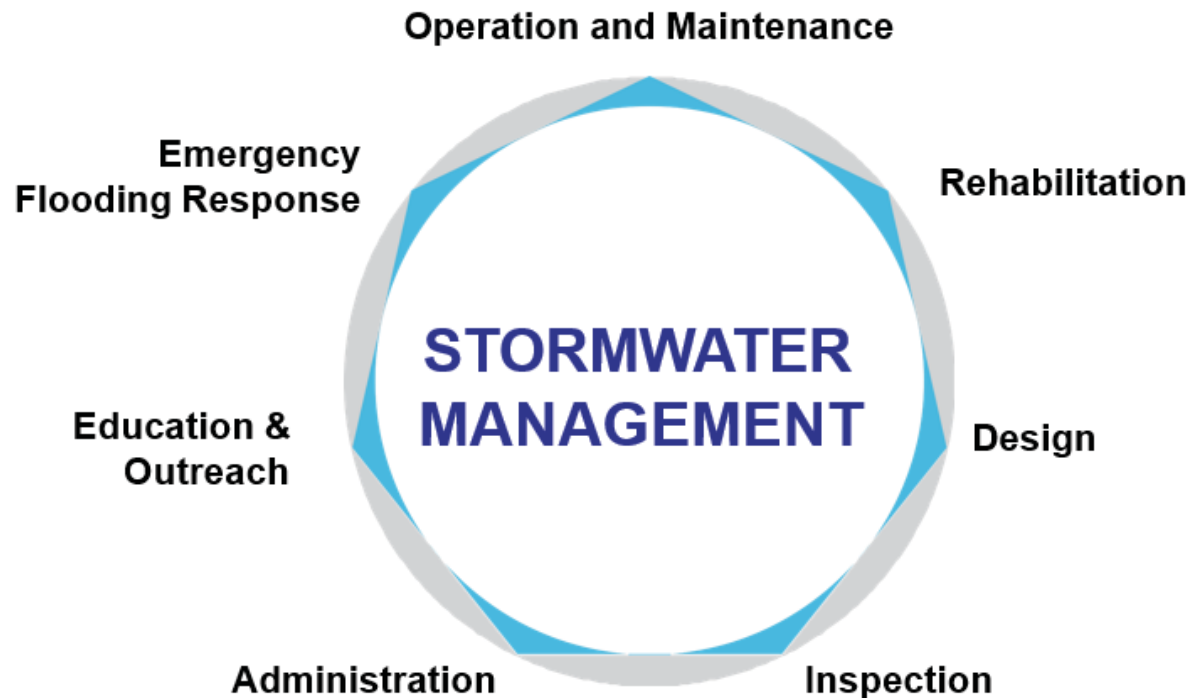 Operation and Maintenance
Emergency
Flooding Response
Rehabilitation
STORMWATER
MANAGEMENT
Education &
Outreach
Design
Administration
Inspection